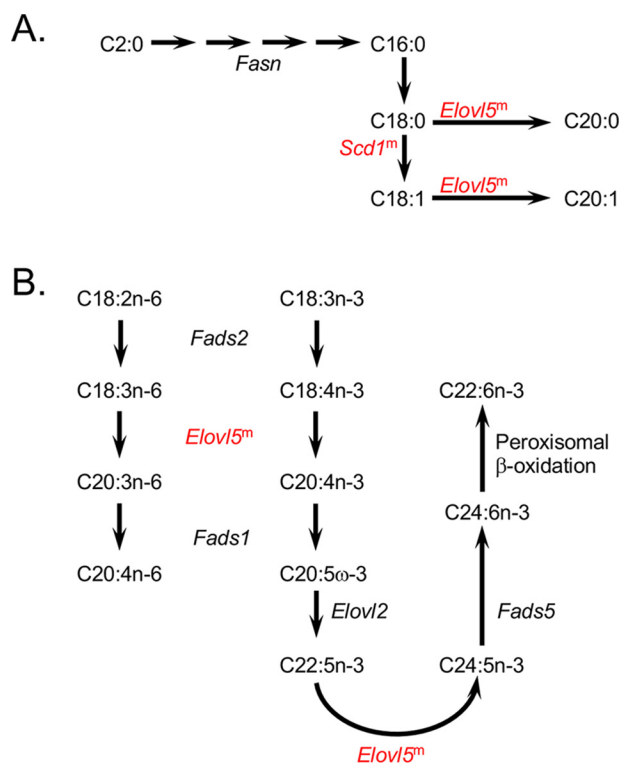 A.
C2:0 C16:0
Fasn
C18:0 Elovl5ᵐ C20:0
Scd1ᵐ
C18:1 Elovl5ᵐ C20:1
B.
C18:2n-6 C18:3n-3
Fads2
C18:3n-6 C18:4n-3 C22:6n-3
Elovl5ᵐ
Peroxisomal
β-oxidation
C20:3n-6 C20:4n-3
C24:6n-3
Fads1
C20:4n-6 C20:5ω-3
Elovl2 Fads5
C22:5n-3 C24:5n-3
Elovl5ᵐ